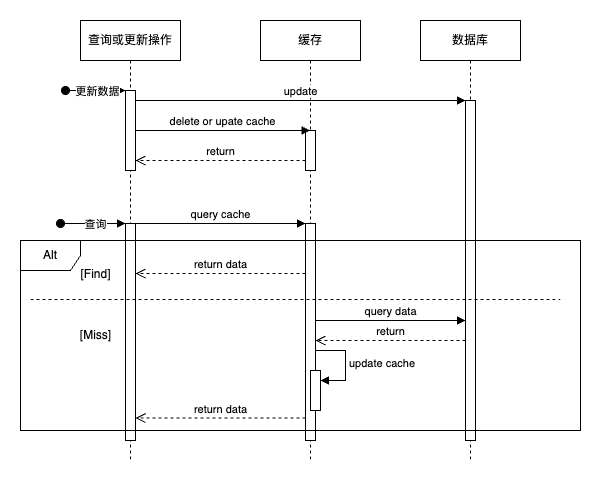 查询或更新操作
缓存
数据库
更新数据
update
delete or upate cache
return
查询
query cache
Alt
[Find]
return data
[Miss]
query data
return
update cache
return data